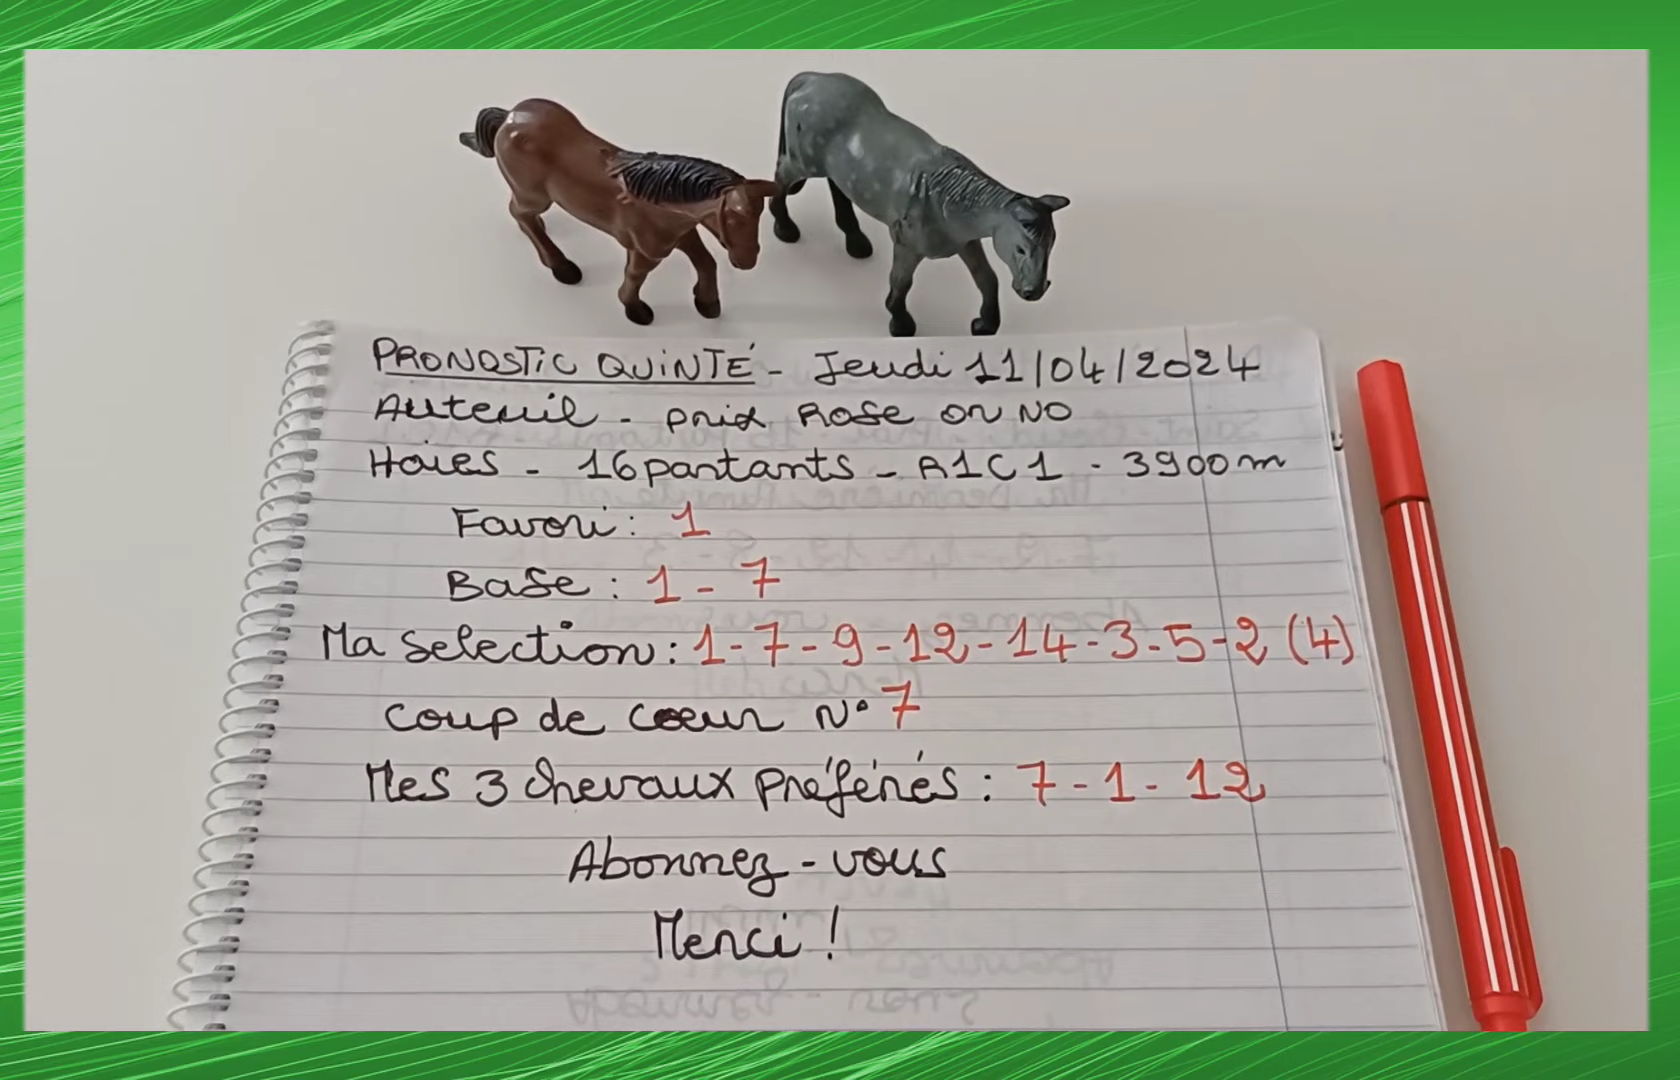 PRONOSTIC QUINTÉ - Jeudi 11/04/2024
Auteuil - prix Rose or No
Haies - 16 partants - R1C1 - 3900m
Favori : 1
Base : 1 - 7
Ma selection : 1 - 7 - 9 - 12 - 14 - 3 - 5 - 2 (4)
coup de coeur N° 7
Mes 3 chevaux préférés : 7 - 1 - 12
Abonnez-vous
Merci !